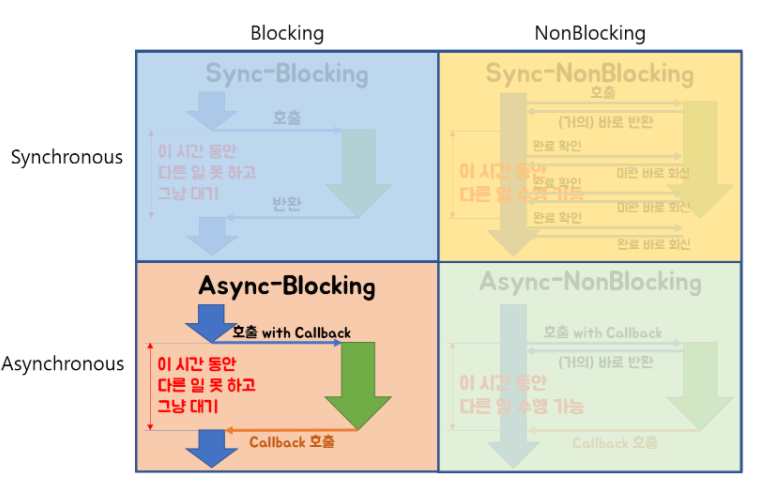 Blocking
NonBlocking
Synchronous
Sync-Blocking
호출
이 시간 동안
다른 일 못 하고
그냥 대기
반환
Sync-NonBlocking
호출
(거의) 바로 반환
완료 확인
이 시간 동안
미완 바로 회신
완료 확인
다른 일 수행 가능
미완 바로 회신
완료 확인
완료 바로 회신
Asynchronous
Async-Blocking
호출 with Callback
이 시간 동안
다른 일 못 하고
그냥 대기
Callback 호출
Async-NonBlocking
호출 with Callback
(거의) 바로 반환
이 시간 동안
다른 일 수행 가능
Callback 호출